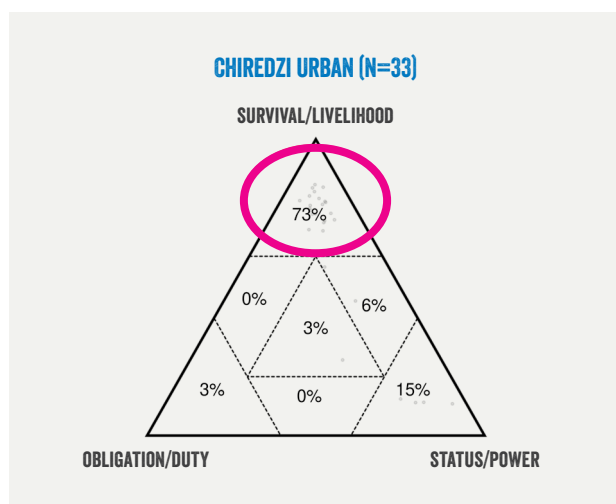 CHIREDZI URBAN (N=33)
SURVIVAL/LIVELIHOOD
73%
0%
6%
3%
3%
0%
15%
OBLIGATION/DUTY
STATUS/POWER